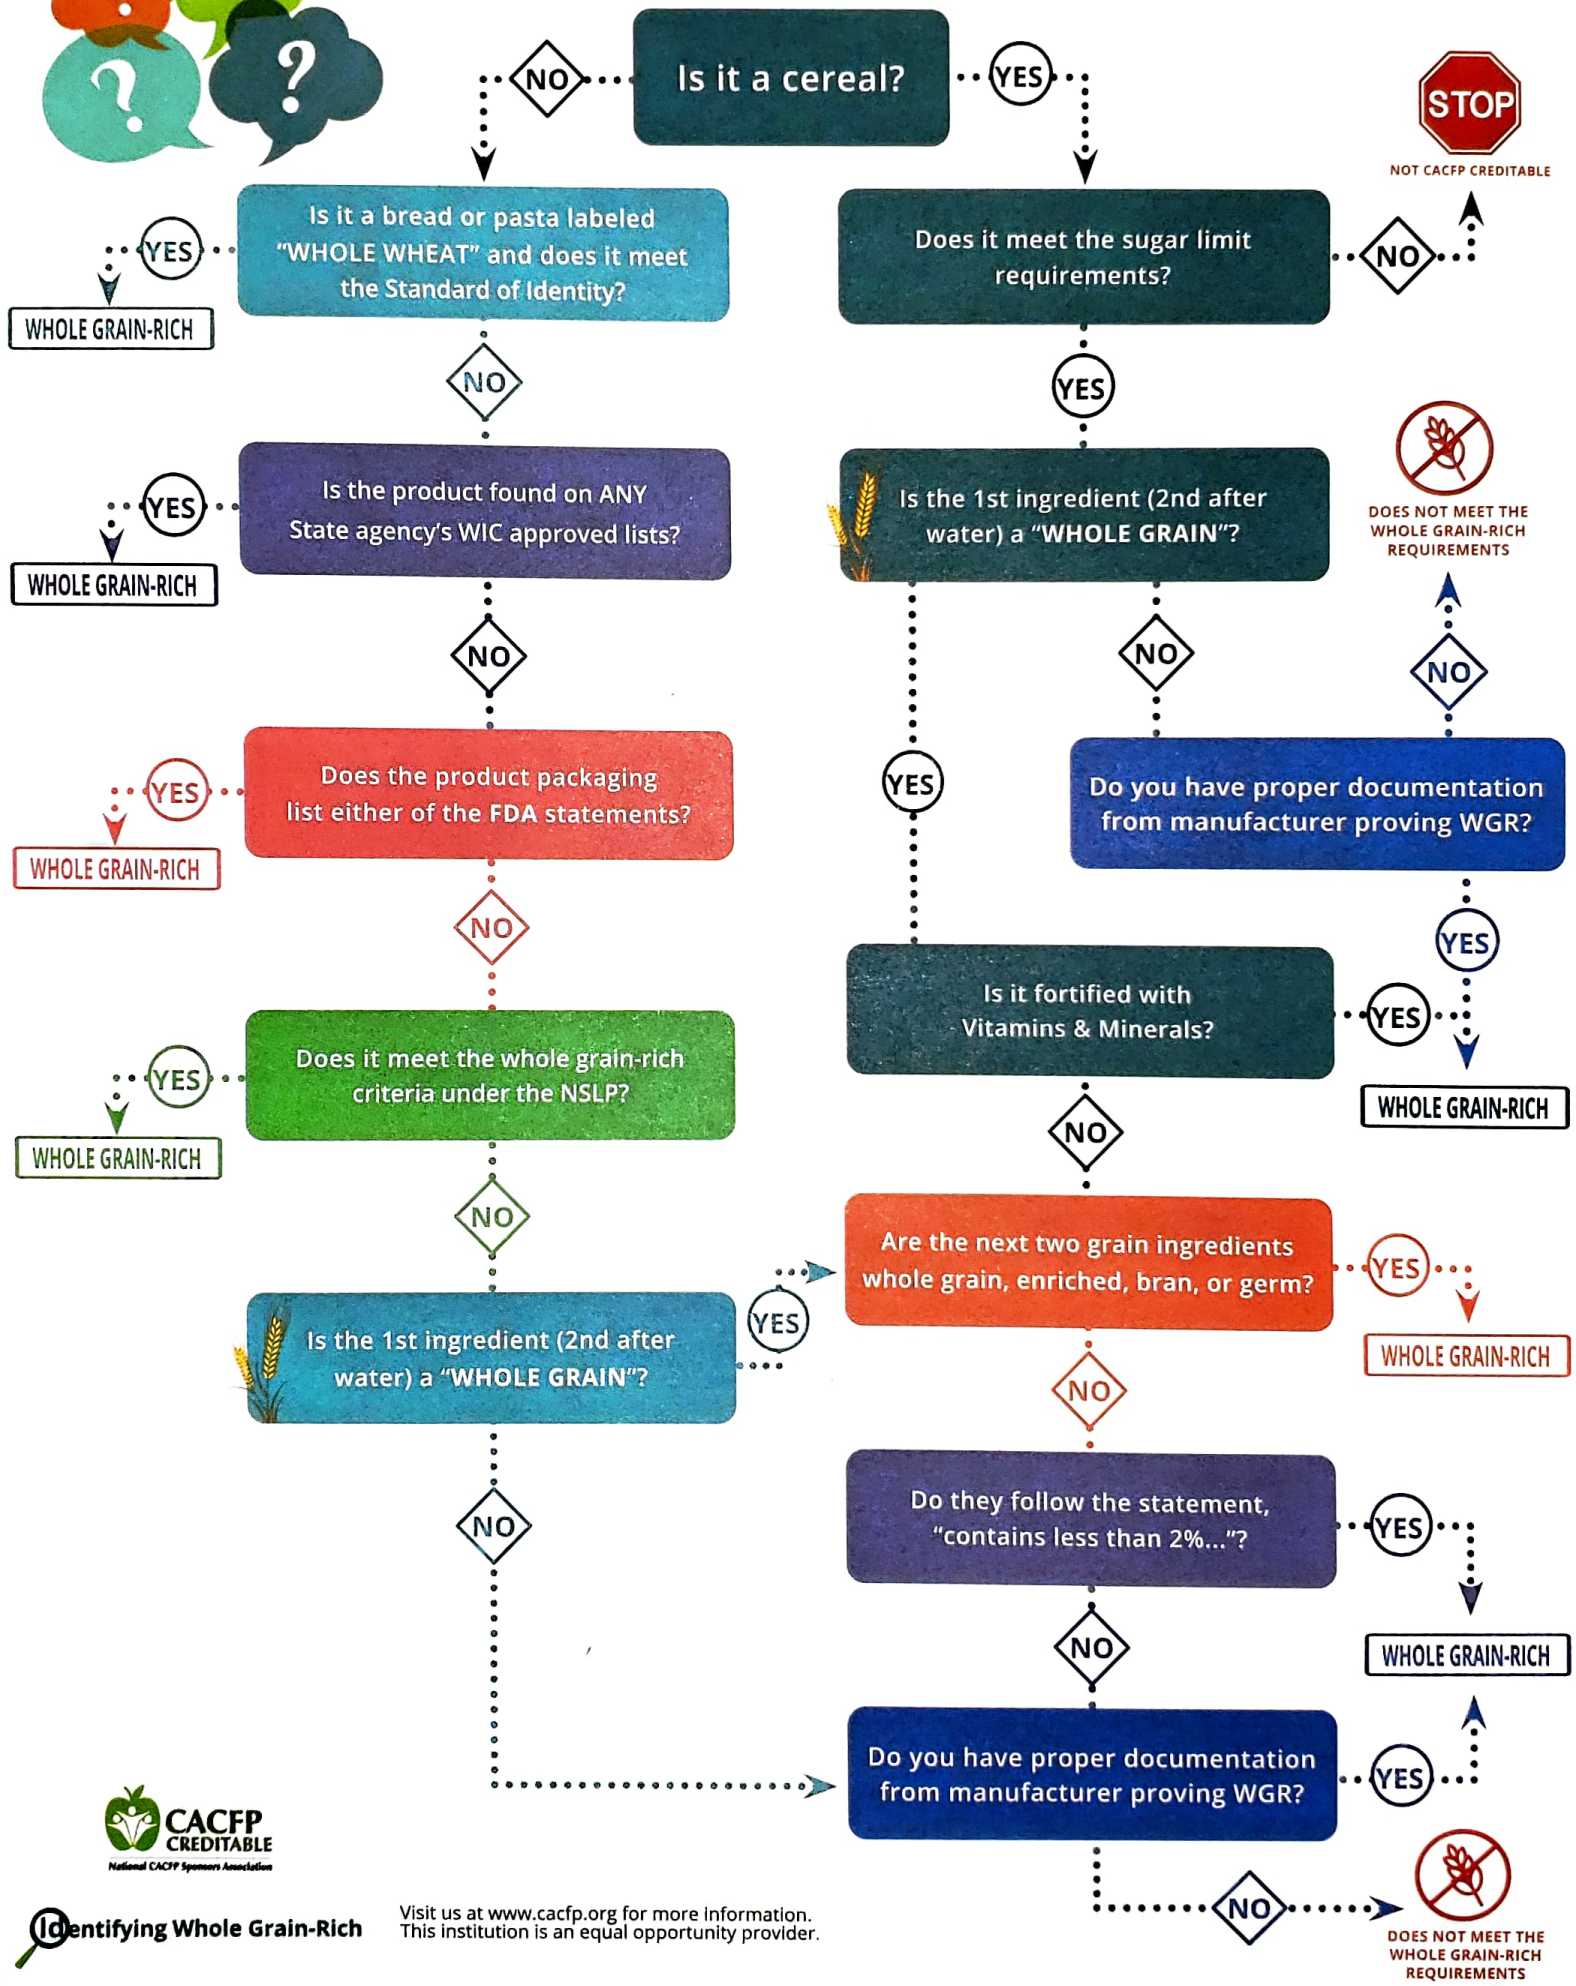 ?
?
Is it a cereal?
NO
YES
STOP
NOT CACFP CREDITABLE
Is it a bread or pasta labeled
“WHOLE WHEAT” and does it meet
the Standard of Identity?
YES
WHOLE GRAIN-RICH
NO
Does it meet the sugar limit
requirements?
NO
YES
Is the product found on ANY
State agency’s WIC approved lists?
YES
WHOLE GRAIN-RICH
NO
Is the 1st ingredient (2nd after
water) a “WHOLE GRAIN”?
DOES NOT MEET THE
WHOLE GRAIN-RICH
REQUIREMENTS
NO
NO
YES
Does the product packaging
list either of the FDA statements?
YES
WHOLE GRAIN-RICH
NO
Do you have proper documentation
from manufacturer proving WGR?
YES
Is it fortified with
Vitamins & Minerals?
YES
WHOLE GRAIN-RICH
NO
Does it meet the whole grain-rich
criteria under the NSLP?
YES
WHOLE GRAIN-RICH
NO
Are the next two grain ingredients
whole grain, enriched, bran, or germ?
YES
WHOLE GRAIN-RICH
NO
Is the 1st ingredient (2nd after
water) a “WHOLE GRAIN”?
YES
NO
Do they follow the statement,
“contains less than 2%...”?
YES
WHOLE GRAIN-RICH
NO
Do you have proper documentation
from manufacturer proving WGR?
YES
NO
DOES NOT MEET THE
WHOLE GRAIN-RICH
REQUIREMENTS
CACFP
CREDITABLE
National CACFP Sponsors Association
Identifying Whole Grain-Rich
Visit us at www.cacfp.org for more information.
This institution is an equal opportunity provider.